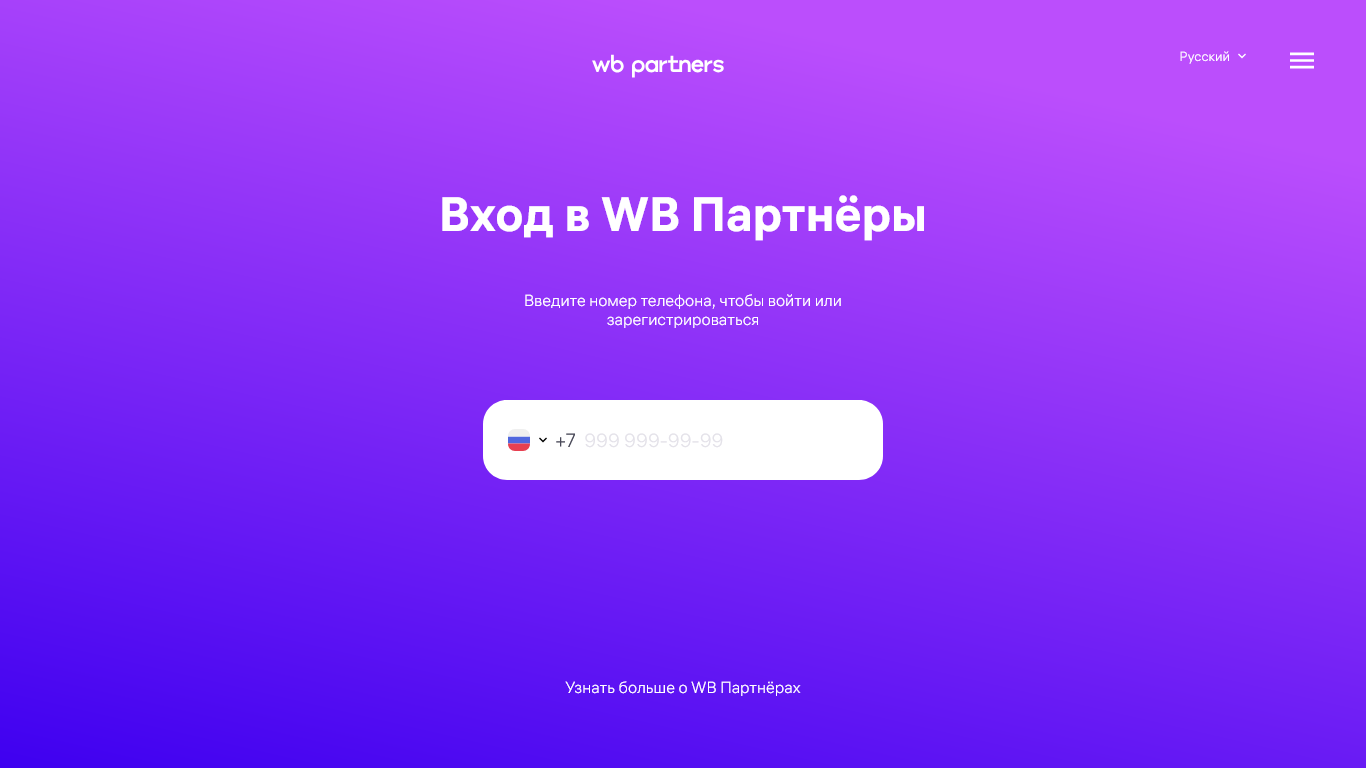 wb partners
Русский
Вход в WB Партнёры
Введите номер телефона, чтобы войти или
зарегистрироваться
+7 999 999-99-99
Узнать больше о WB Партнёрах